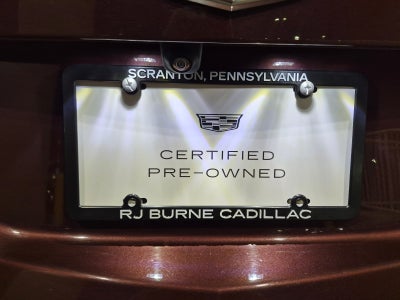 SCRANTON, PENNSYLVANIA
CERTIFIED
PRE-OWNED
RJ BURNE CADILLAC